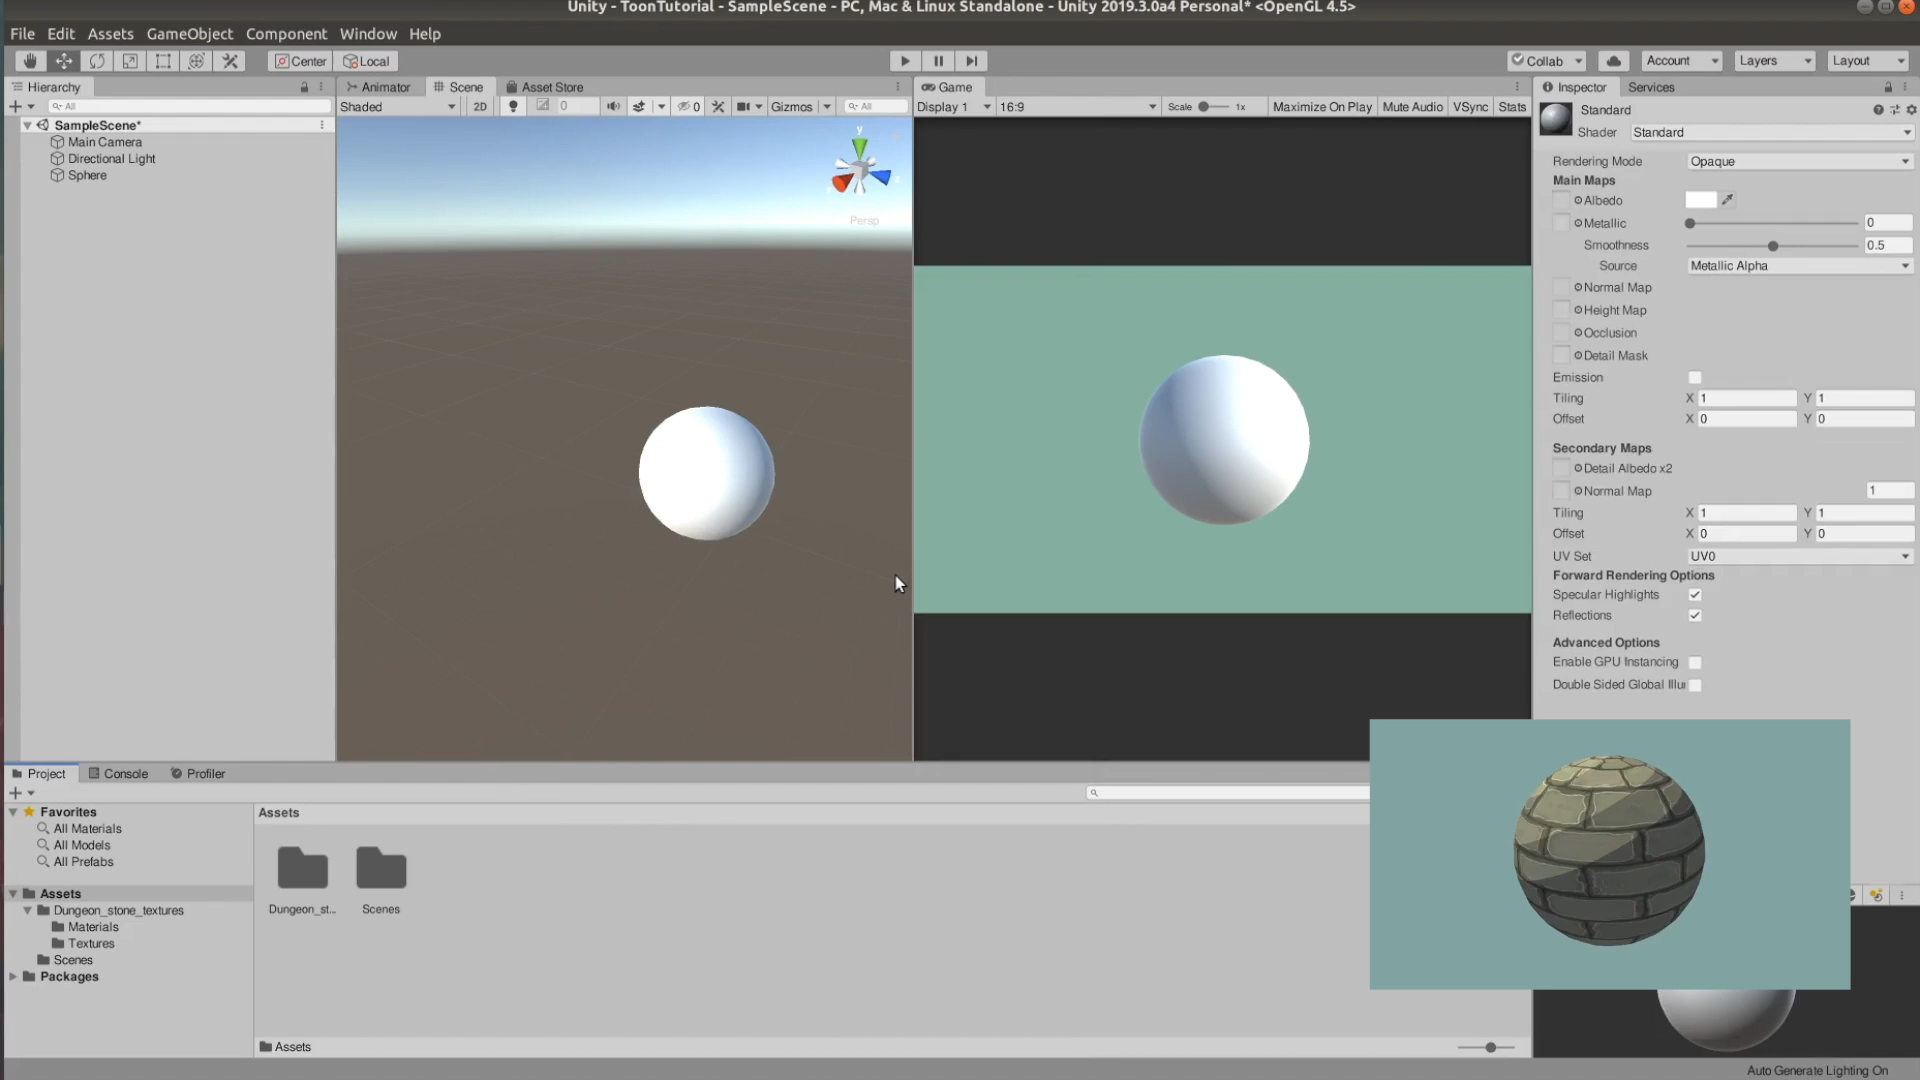 Unity - ToonTutorial - SampleScene - PC, Mac & Linux Standalone - Unity 2019.3.0a4 Personal* <OpenGL 4.5>
File Edit Assets GameObject Component Window Help
Center Local Collab Account Layers Layout
Hierarchy Animator Scene Asset Store Game Inspector Services
All Shaded 2D 0 0 Gizmos All Display 1 16:9 Scale 1x Maximize On Play Mute Audio VSync Stats
Standard
Shader Standard
SampleScene*
Main Camera
Directional Light
Sphere
y
Persp
Rendering Mode Opaque
Main Maps
Albedo
Metallic 0
Smoothness 0.5
Source Metallic Alpha
Normal Map
Height Map
Occlusion
Detail Mask
Emission
Tiling X 1 Y 1
Offset X 0 Y 0
Secondary Maps
Detail Albedo x2
Normal Map 1
Tiling X 1 Y 1
Offset X 0 Y 0
UV Set UV0
Forward Rendering Options
Specular Highlights
Reflections
Advanced Options
Enable GPU Instancing
Double Sided Global Illu
Project Console Profiler
Favorites
All Materials
All Models
All Prefabs
Assets
Dungeon_stone_textures
Materials
Textures
Scenes
Packages
Assets
Dungeon_st... Scenes
Assets
Auto Generate Lighting On